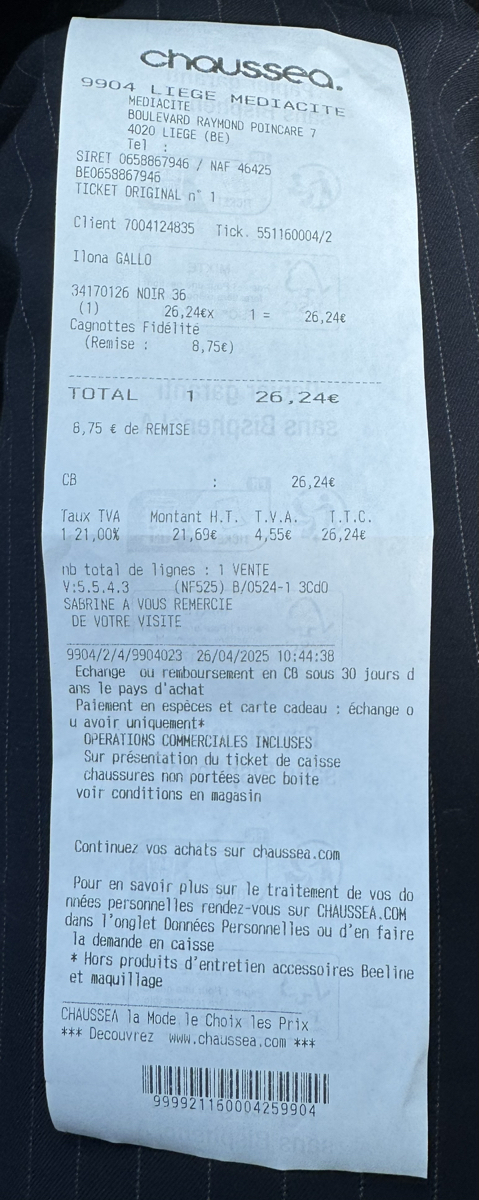 chaussea.
9904 LIEGE MEDIACITE
MEDIACITE
BOULEVARD RAYMOND POINCARE 7
4020 LIEGE (BE)
Tel :
SIRET 0658867946 / NAF 46425
BE0658867946
TICKET ORIGINAL n° 1
Client 7004124835 Tick. 551160004/2
Ilona GALLO
34170126 NOIR 36
(1) 26,24€x 1 = 26,24€
Cagnottes Fidélité
(Remise : 8,75€)
TOTAL 1 26,24€
8,75 € de REMISE
CB : 26,24€
Taux TVA Montant H.T. T.V.A. T.T.C.
1 21,00% 21,69€ 4,55€ 26,24€
nb total de lignes : 1 VENTE
V:5.5.4.3 (NF525) B/0524-1 3CdO
SABRINE A VOUS REMERCIE
DE VOTRE VISITE
9904/2/4/9904023 26/04/2025 10:44:38
Echange ou remboursement en CB sous 30 jours d
ans le pays d'achat
Paiement en espèces et carte cadeau : échange o
u avoir uniquement*
OPERATIONS COMMERCIALES INCLUSES
Sur présentation du ticket de caisse
chaussures non portées avec boite
voir conditions en magasin
Continuez vos achats sur chaussea.com
Pour en savoir plus sur le traitement de vos do
nnées personnelles rendez-vous sur CHAUSSEA.COM
dans l'onglet Données Personnelles ou d'en faire
la demande en caisse
* Hors produits d'entretien accessoires Beeline
et maquillage
CHAUSSEA la Mode le Choix les Prix
*** Decouvrez www.chaussea.com ***
999921160004259904